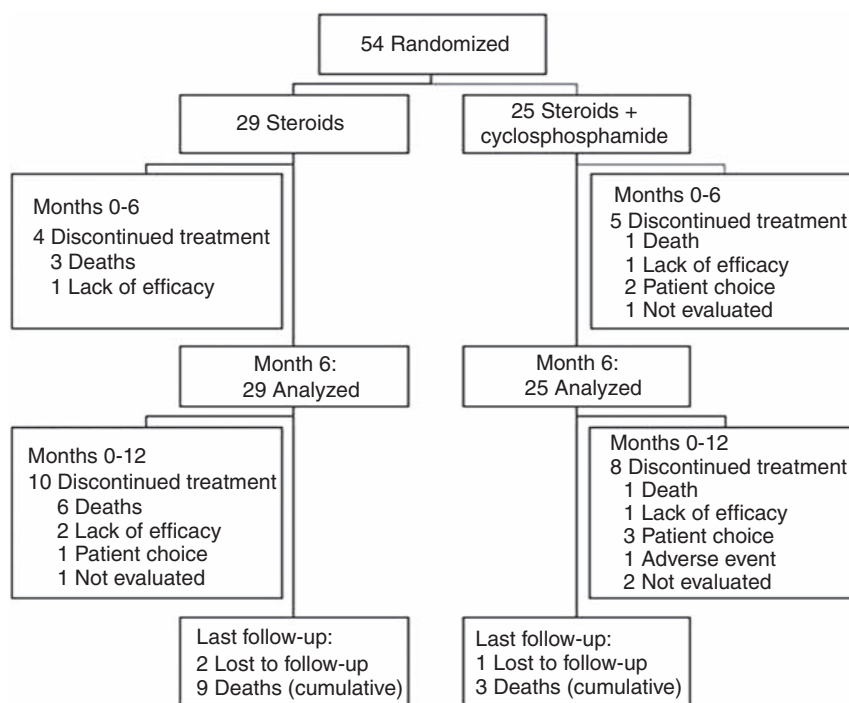 54 Randomized
29 Steroids
25 Steroids +
cyclosphosphamide
Months 0-6
4 Discontinued treatment
3 Deaths
1 Lack of efficacy
Months 0-6
5 Discontinued treatment
1 Death
1 Lack of efficacy
2 Patient choice
1 Not evaluated
Month 6:
29 Analyzed
Month 6:
25 Analyzed
Months 0-12
10 Discontinued treatment
6 Deaths
2 Lack of efficacy
1 Patient choice
1 Not evaluated
Months 0-12
8 Discontinued treatment
1 Death
1 Lack of efficacy
3 Patient choice
1 Adverse event
2 Not evaluated
Last follow-up:
2 Lost to follow-up
9 Deaths (cumulative)
Last follow-up:
1 Lost to follow-up
3 Deaths (cumulative)